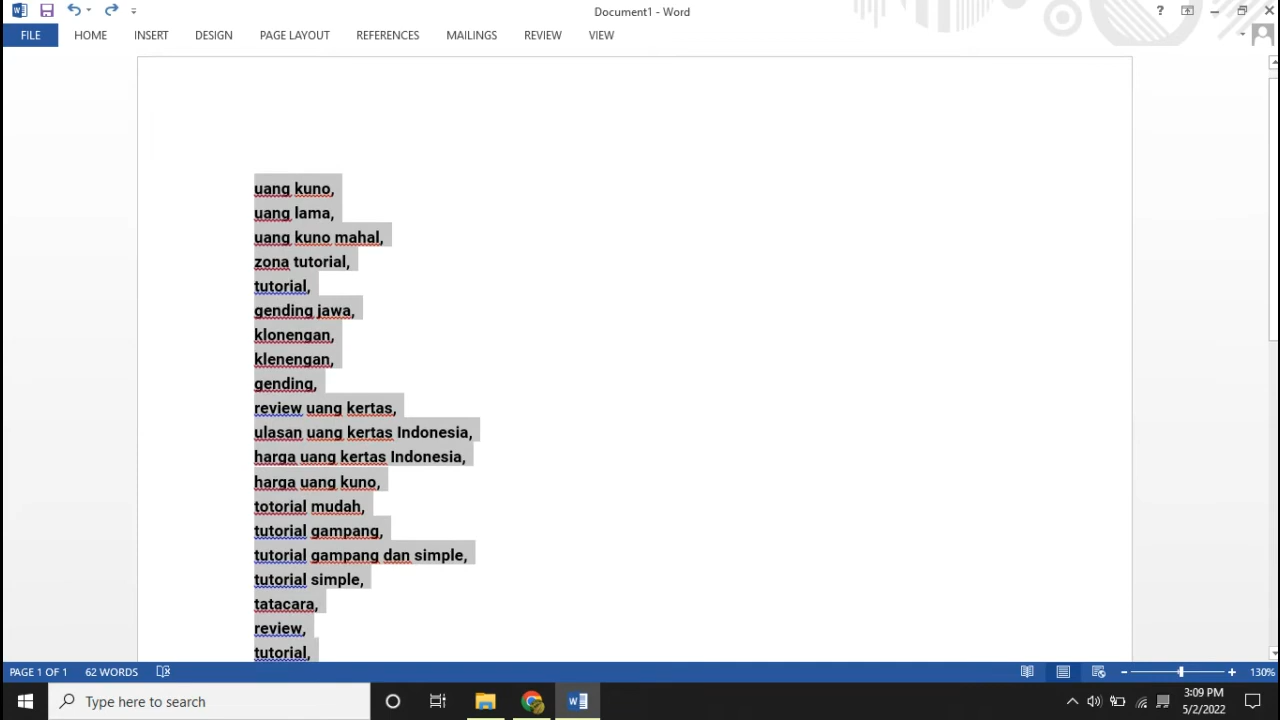 Document1 - Word
?
FILE HOME INSERT DESIGN PAGE LAYOUT REFERENCES MAILINGS REVIEW VIEW
uang kuno,
uang lama,
uang kuno mahal,
zona tutorial,
tutorial,
gending jawa,
klonengan,
klenengan,
gending,
review uang kertas,
ulasan uang kertas Indonesia,
harga uang kertas Indonesia,
harga uang kuno,
totorial mudah,
tutorial gampang,
tutorial gampang dan simple,
tutorial simple,
tatacara,
review,
tutorial,
PAGE 1 OF 1 62 WORDS 130%
Type here to search
3:09 PM
5/2/2022